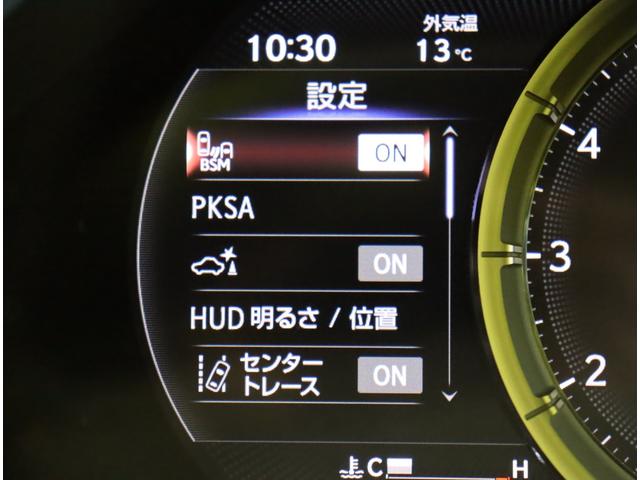 10:30
外気温
13℃
設定
BSM
ON
PKSA
ON
HUD 明るさ / 位置
センター
トレース
ON
C
H
4
3
2